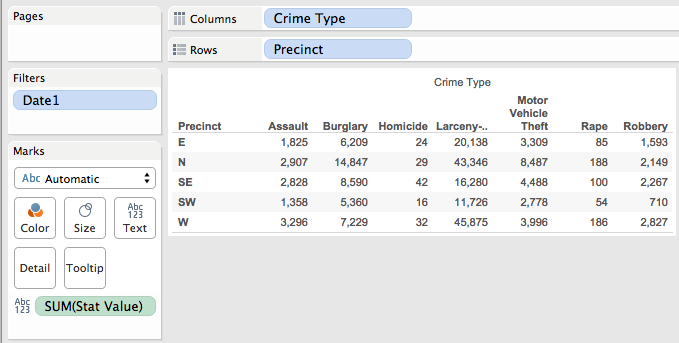 Pages
Columns Crime Type
Rows Precinct
Filters
Date1
Marks
Abc Automatic
Color Size Abc 123 Text
Detail Tooltip
Abc 123 SUM(Stat Value)
Crime Type
Precinct Assault Burglary Homicide Larceny-.. Motor Vehicle Theft Rape Robbery
E 1,825 6,209 24 20,138 3,309 85 1,593
N 2,907 14,847 29 43,346 8,487 188 2,149
SE 2,828 8,590 42 16,280 4,488 100 2,267
SW 1,358 5,360 16 11,726 2,778 54 710
W 3,296 7,229 32 45,875 3,996 186 2,827